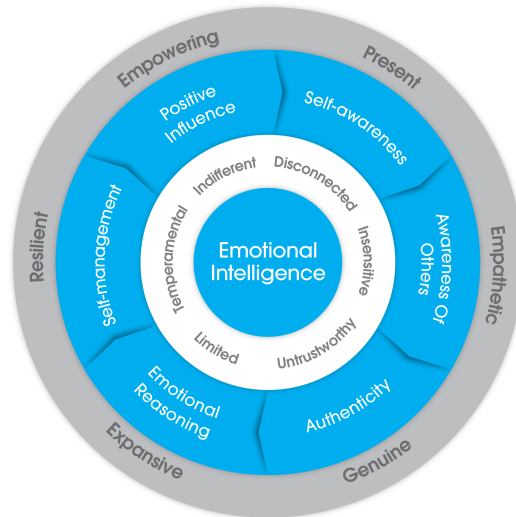 Empowering
Present
Empathetic
Genuine
Expansive
Resilient
Positive
Influence
Self-awareness
Awareness Of
Others
Authenticity
Emotional
Reasoning
Self-management
Indifferent
Disconnected
Insensitive
Untrustworthy
Limited
Temperamental
Emotional
Intelligence